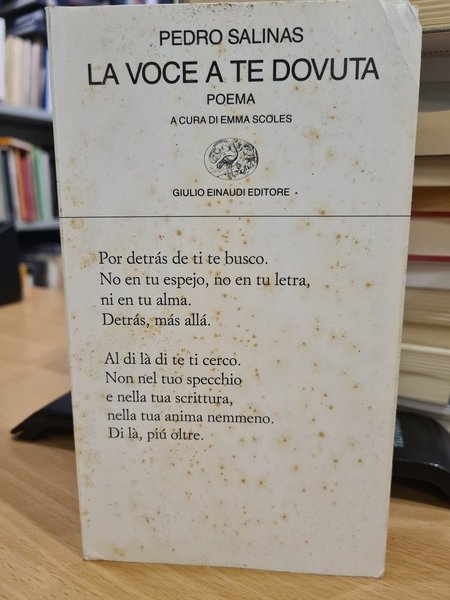 PEDRO SALINAS
LA VOCE A TE DOVUTA
POEMA
A CURA DI EMMA SCOLES
GIULIO EINAUDI EDITORE
Por detrás de ti te busco.
No en tu espejo, no en tu letra,
ni en tu alma.
Detrás, más allá.
Al di là di te ti cerco.
Non nel tuo specchio
e nella tua scrittura,
nella tua anima nemmeno.
Di là, piú oltre.